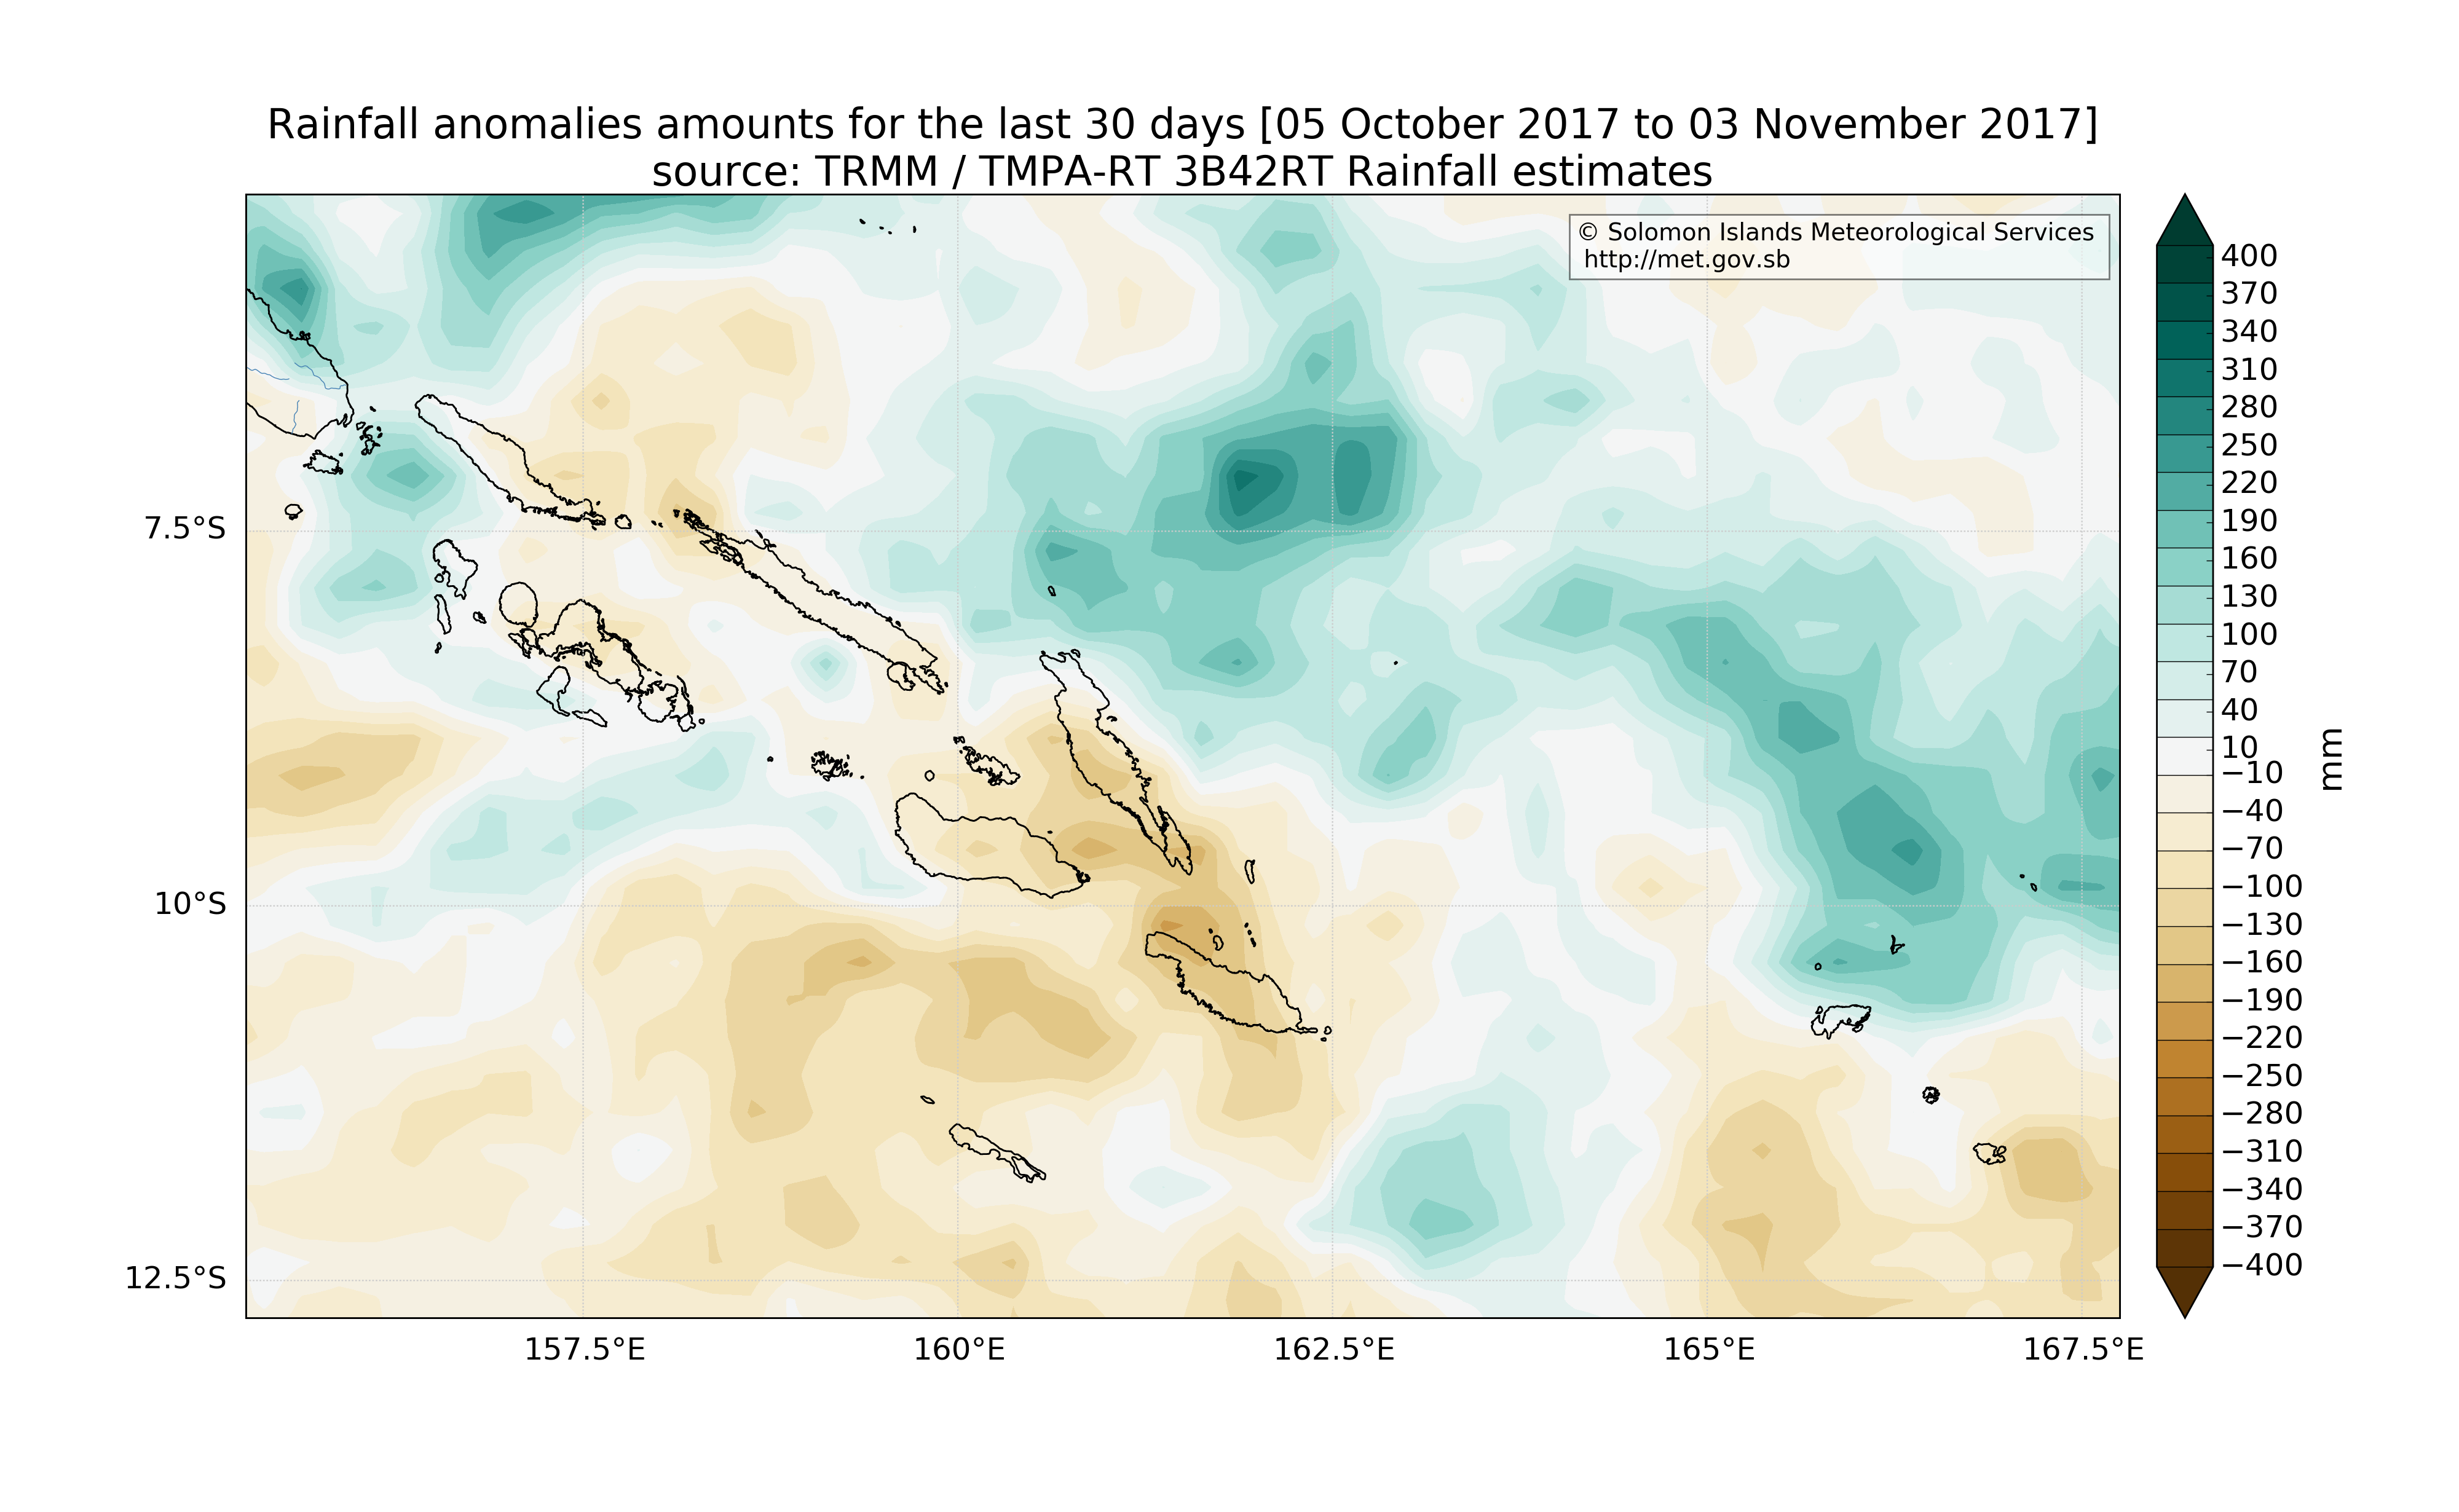 Rainfall anomalies amounts for the last 30 days [05 October 2017 to 03 November 2017]
source: TRMM / TMPA-RT 3B42RT Rainfall estimates
© Solomon Islands Meteorological Services
http://met.gov.sb
7.5°S
10°S
12.5°S
157.5°E
160°E
162.5°E
165°E
167.5°E
400
370
340
310
280
250
220
190
160
130
100
70
40
10
−10
−40
−70
−100
−130
−160
−190
−220
−250
−280
−310
−340
−370
−400
mm